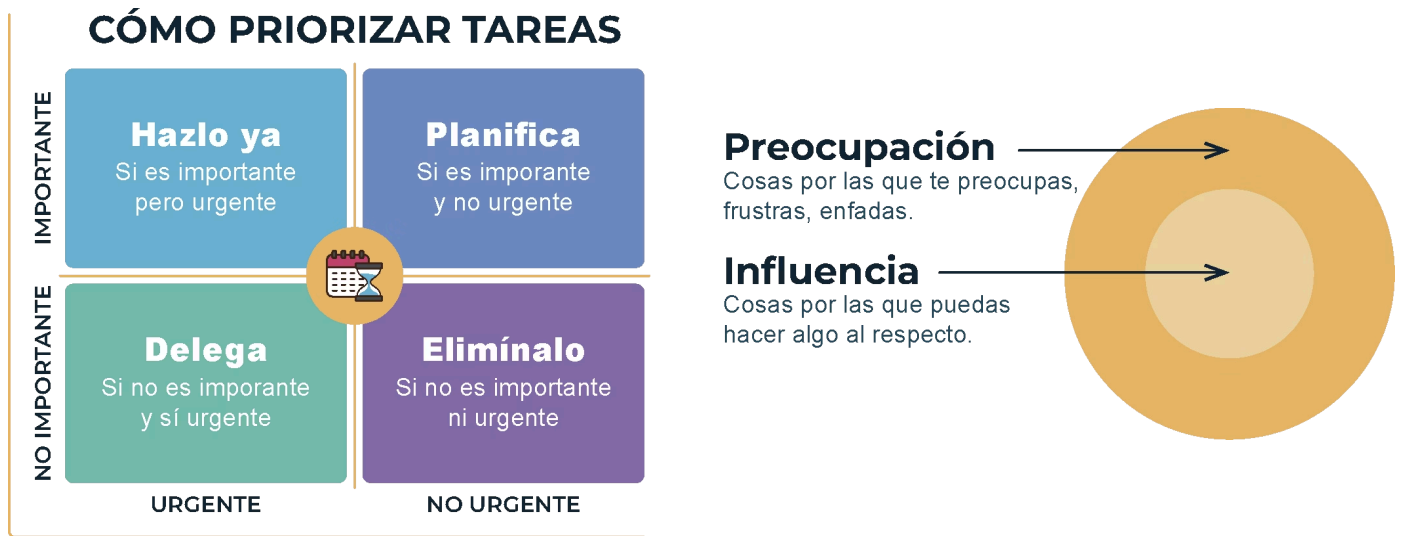 CÓMO PRIORIZAR TAREAS
IMPORTANTE
Hazlo ya
Si es importante
pero urgente
Planifica
Si es imporante
y no urgente
NO IMPORTANTE
Delega
Si no es imporante
y sí urgente
Elimínalo
Si no es importante
ni urgente
URGENTE
NO URGENTE
Preocupación
Cosas por las que te preocupas,
frustras, enfadas.
Influencia
Cosas por las que puedas
hacer algo al respecto.